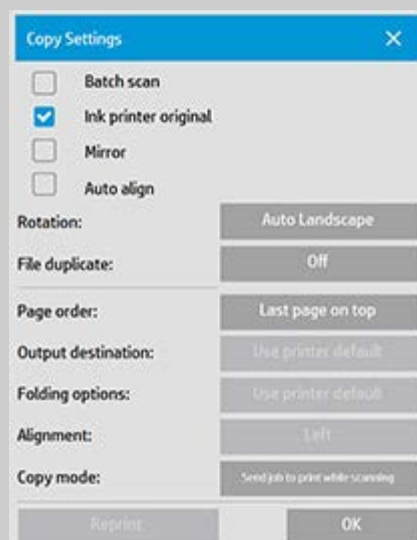 Copy Settings
Batch scan
Ink printer original
Mirror
Auto align
Rotation: Auto Landscape
File duplicate: Off
Page order: Last page on top
Output destination: Use printer default
Folding options: Use printer default
Alignment: Left
Copy mode: Send job to print while scanning
Reprint OK